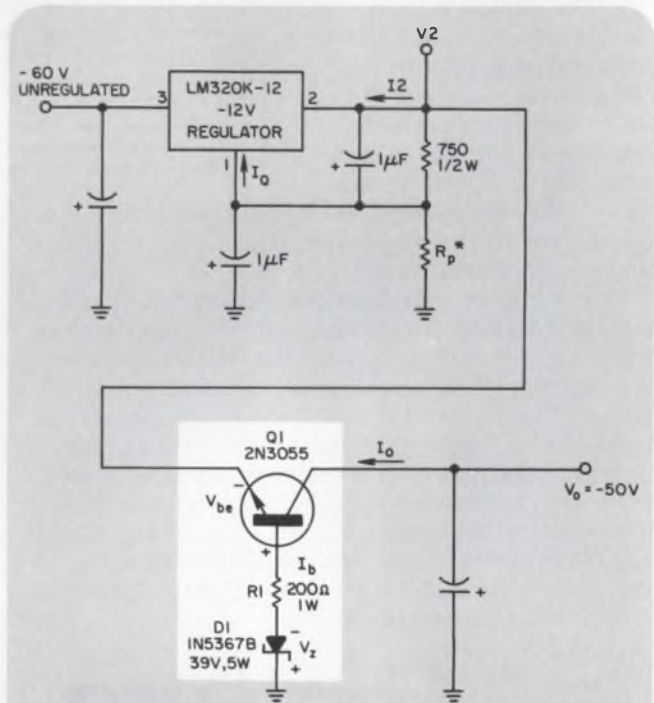 V2
- 60 V
UNREGULATED
3
LM320K-12
-12V
REGULATOR
2
I2
1
IQ
+
1μF
750
1/2W
+
+
1μF
Rp*
Q1
2N3055
Io
Vo = -50V
-
Vbe
+
Ib
R1
200Ω
1W
+
D1
1N5367B
39V,5W
-
Vz
+